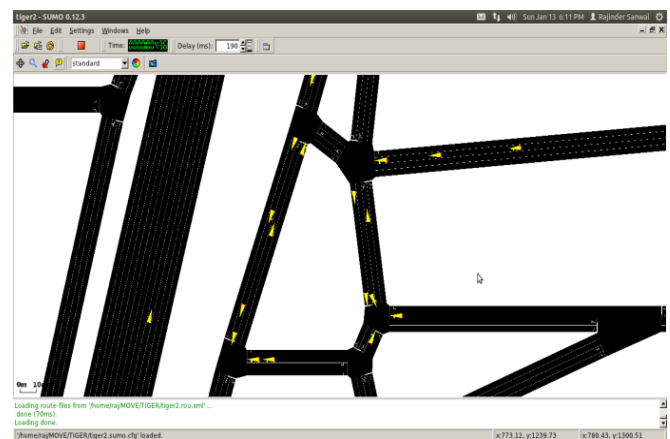 tiger2 - SUMO 0.12.3
Sun Jan 13 6:11 PM Rajinder Sanwal
File Edit Settings Windows Help
Time: Delay (ms): 190
standard
0m
Loading route-files from '/home/raj/MOVE/TIGER/tiger2.rou.xml' ...
done (70ms).
Loading done.
'/home/raj/MOVE/TIGER/tiger2.sumo.cfg' loaded.
x:773.12, y:1239.73
x:780.43, y:1300.51